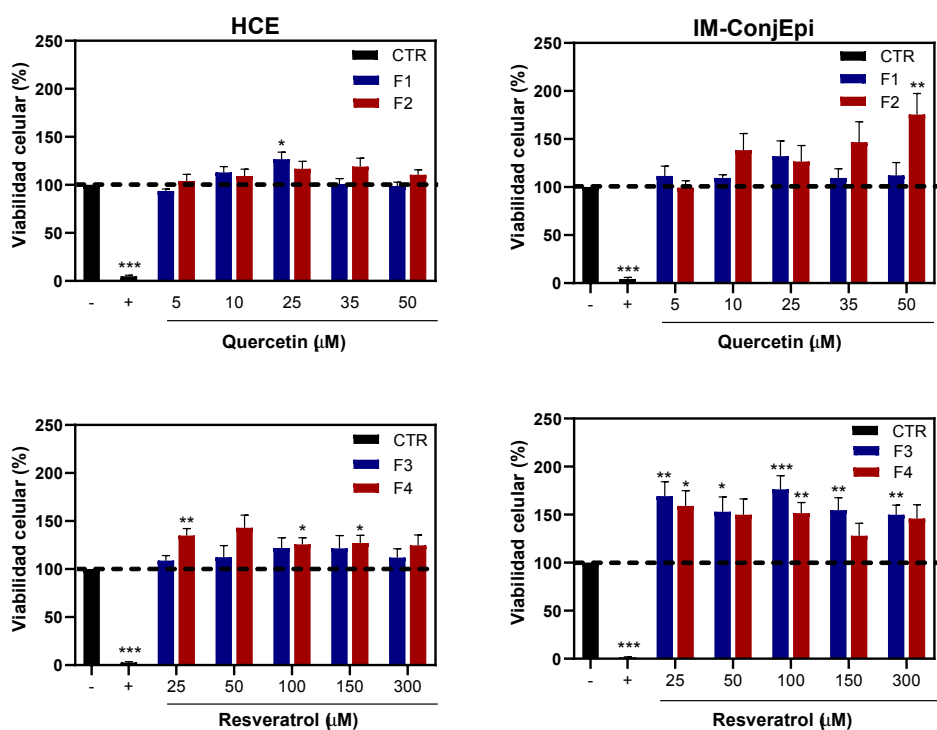 HCE
250
200
150
100
50
0
Viabilidad celular (%)
CTR
F1
F2
*
***
- + 5 10 25 35 50
Quercetin (μM)
IM-ConjEpi
250
200
150
100
50
0
Viabilidad celular (%)
CTR
F1
F2
**
***
- + 5 10 25 35 50
Quercetin (μM)
250
200
150
100
50
0
Viabilidad celular (%)
CTR
F3
F4
** * *
***
- + 25 50 100 150 300
Resveratrol (μM)
250
200
150
100
50
0
Viabilidad celular (%)
CTR
F3
F4
** * * *** ** ** **
***
- + 25 50 100 150 300
Resveratrol (μM)